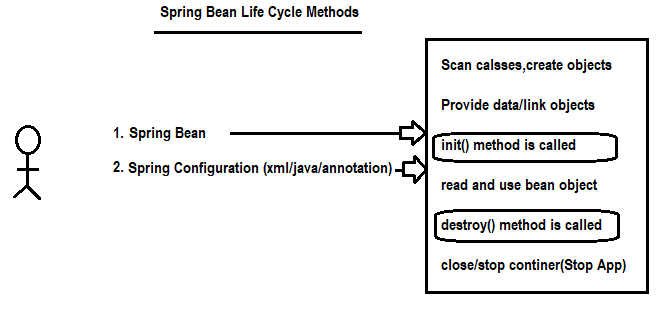 Spring Bean Life Cycle Methods
Scan calsses,create objects
Provide data/link objects
1. Spring Bean
init() method is called
2. Spring Configuration (xml/java/annotation)
read and use bean object
destroy() method is called
close/stop continer(Stop App)